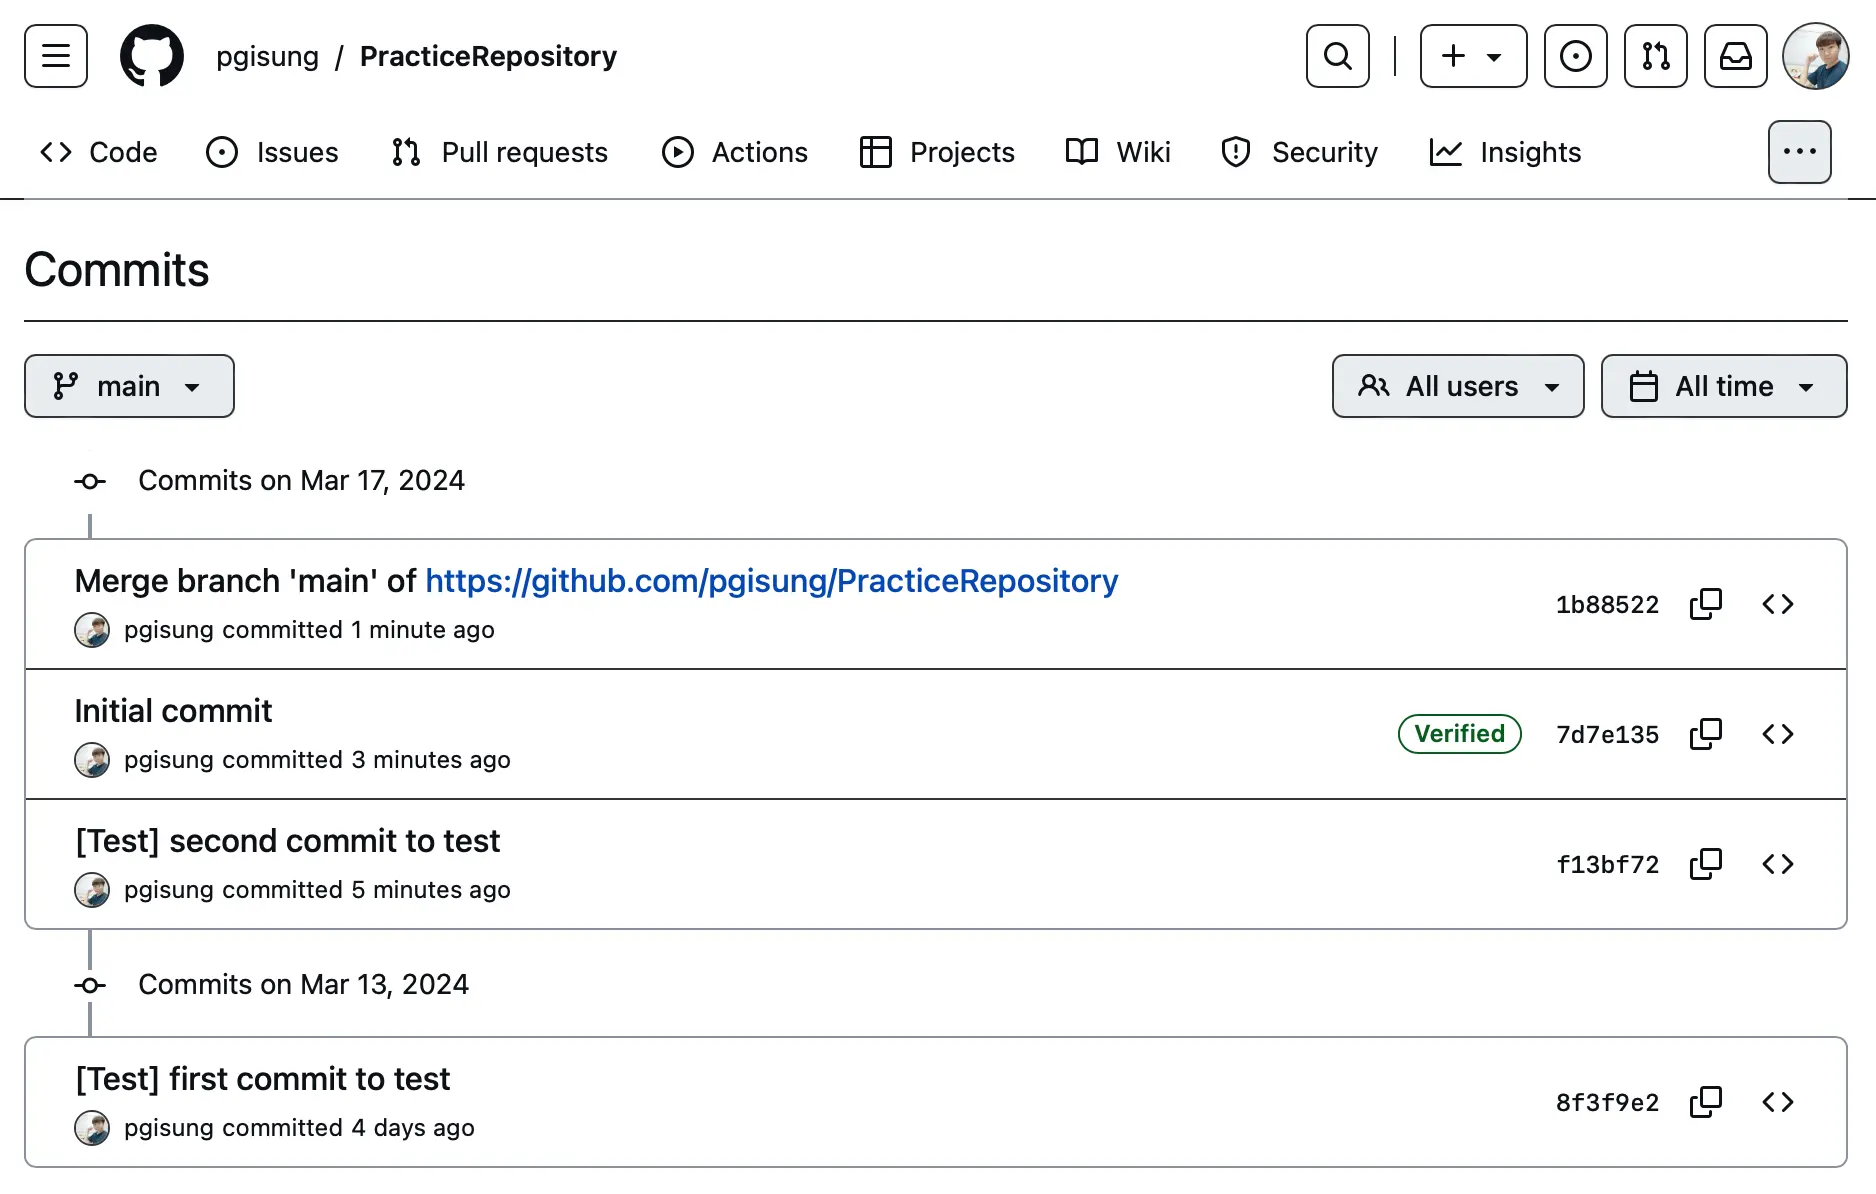 pgisung / PracticeRepository
Code Issues Pull requests Actions Projects Wiki Security Insights
Commits
main All users All time
Commits on Mar 17, 2024
Merge branch 'main' of https://github.com/pgisung/PracticeRepository
pgisung committed 1 minute ago
1b88522
Initial commit
pgisung committed 3 minutes ago
Verified 7d7e135
[Test] second commit to test
pgisung committed 5 minutes ago
f13bf72
Commits on Mar 13, 2024
[Test] first commit to test
pgisung committed 4 days ago
8f3f9e2